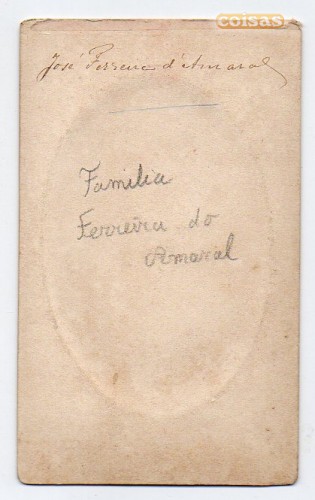 coisas
José Ferreira d'Amaral
Familia
Ferreira do
Amaral